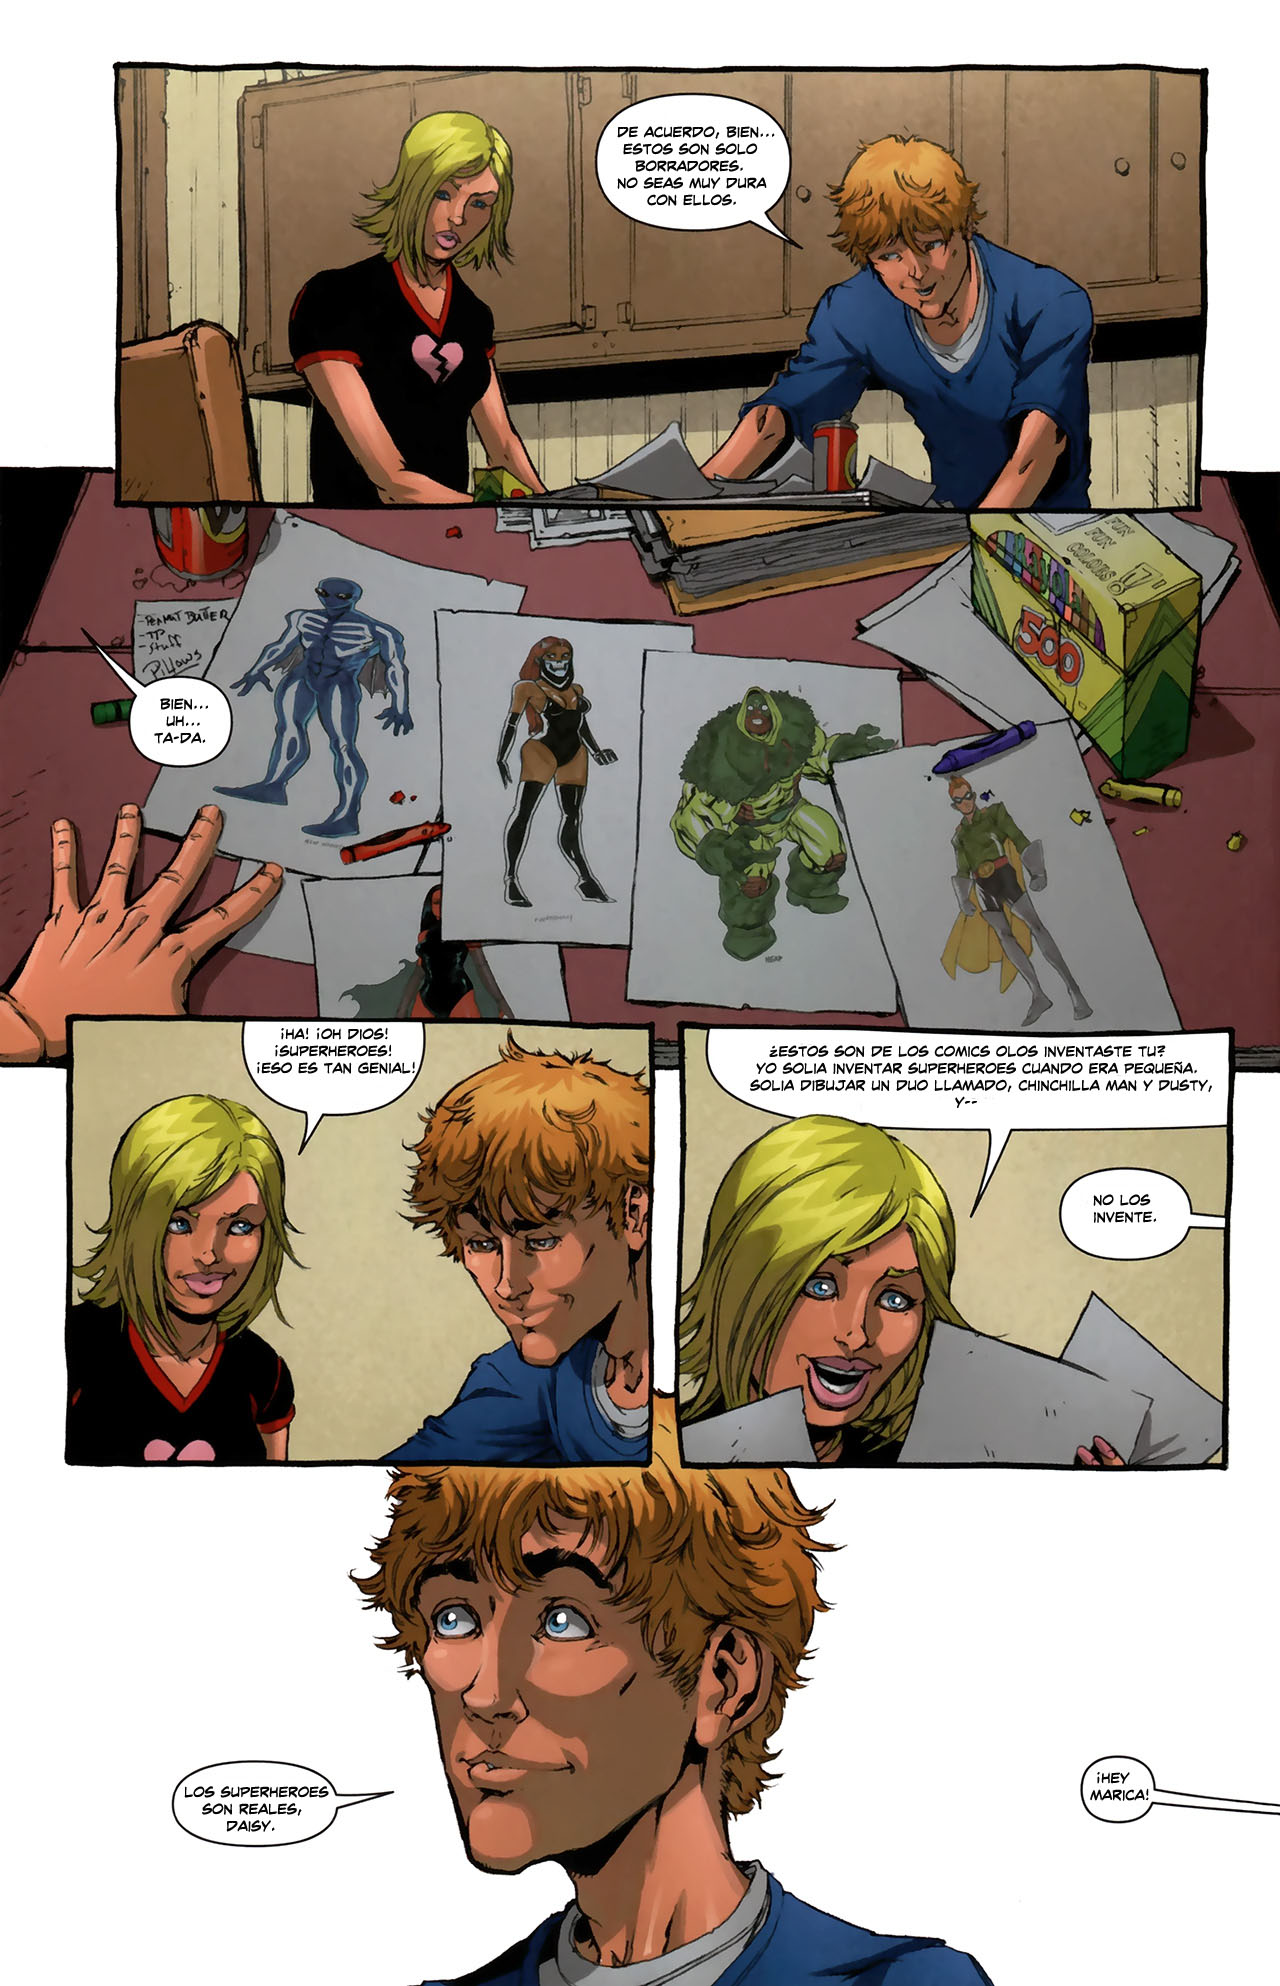 DE ACUERDO, BIEN...
ESTOS SON SOLO
BORRADORES.
NO SEAS MUY DURA
CON ELLOS.
FUN
FUN
COLORS
500
-PEANUT BUTTER
-TP
-Stuff
Pillows
BIEN...
UH...
TA-DA.
HEAP
¡HA! ¡OH DIOS!
¡SUPERHEROES!
¡ESO ES TAN GENIAL!
¿ESTOS SON DE LOS COMICS OLOS INVENTASTE TU?
YO SOLIA INVENTAR SUPERHEROES CUANDO ERA PEQUEÑA.
SOLIA DIBUJAR UN DUO LLAMADO, CHINCHILLA MAN Y DUSTY,
Y--
NO LOS
INVENTE.
LOS SUPERHEROES
SON REALES,
DAISY.
¡HEY
MARICA!